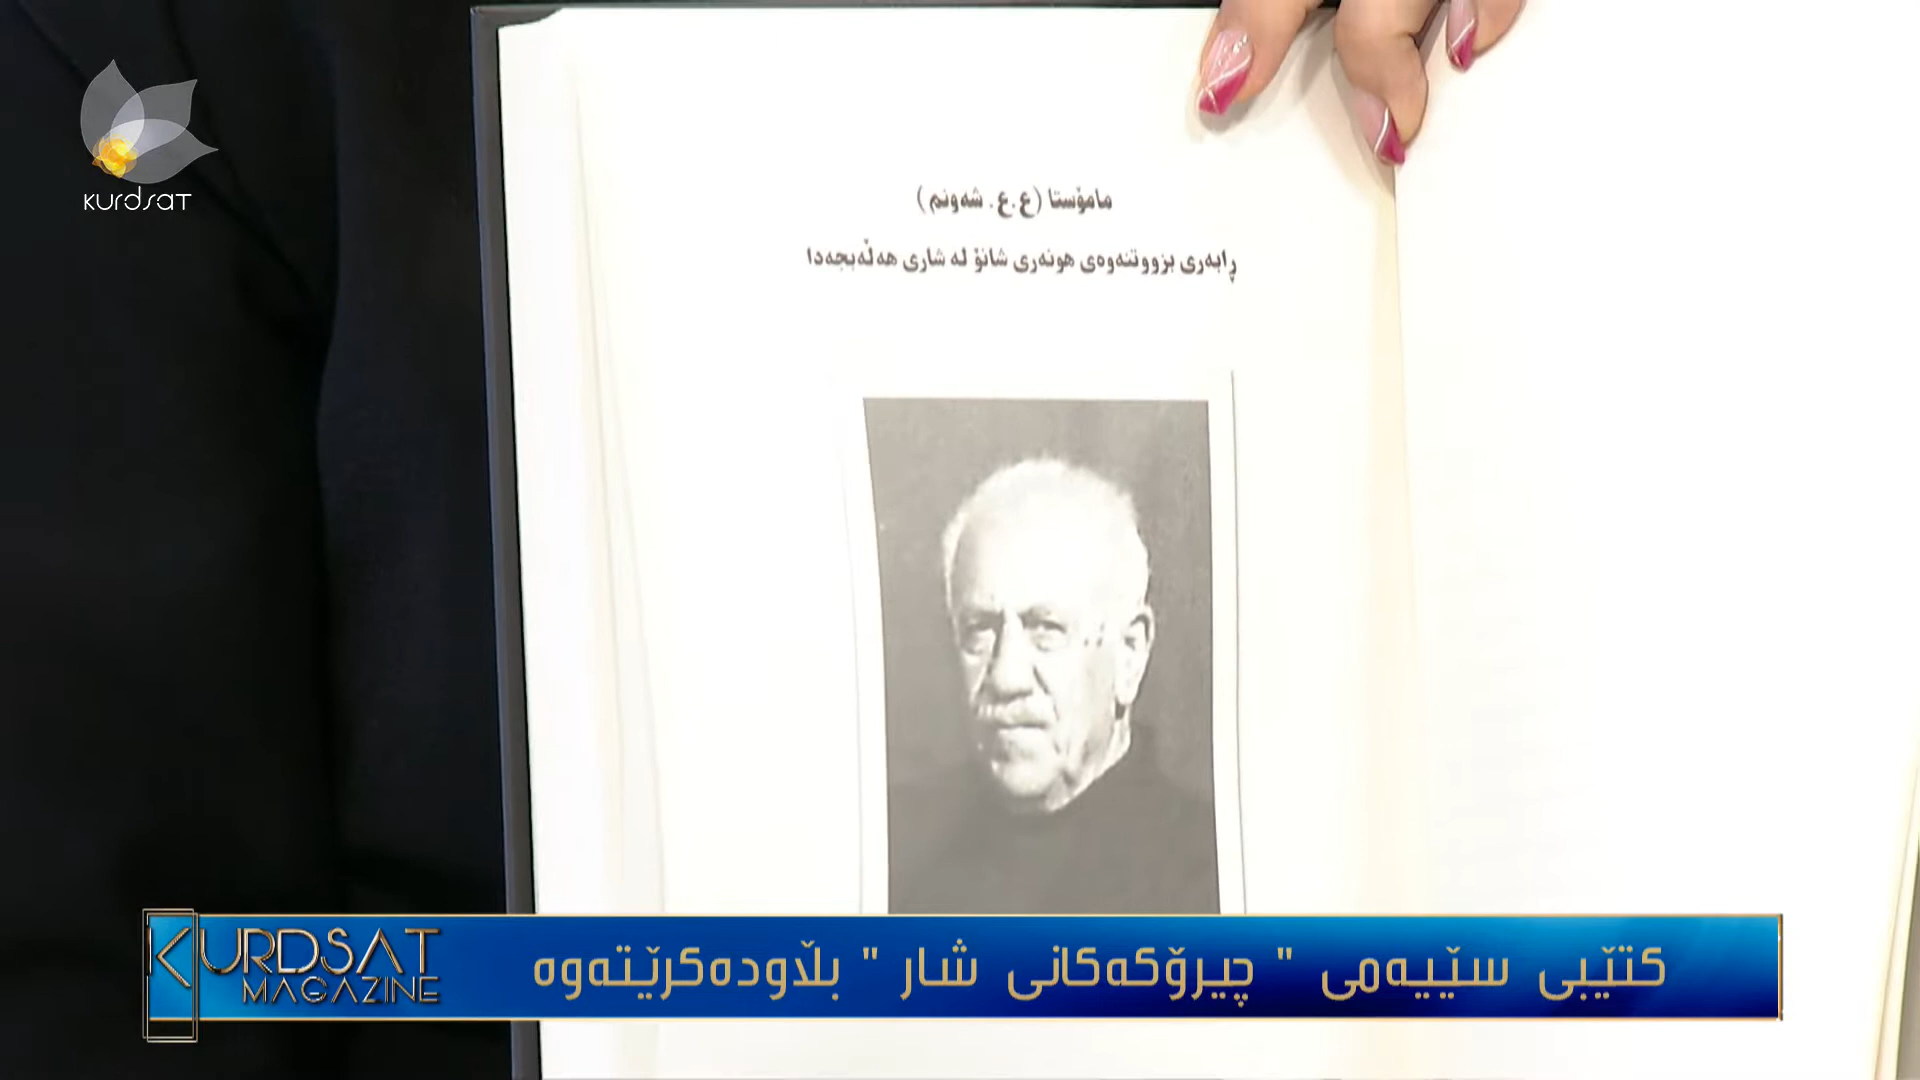 kurdsat
مامۆستا (ع.ع. شەونم)
ڕابەری بزووتنەوەی هونەری شانۆ لە شاری هەڵەبجەدا
KURDSAT
MAGAZINE
کتێبی سێیەمی " چیرۆکەکانی شار " بڵاودەکرێتەوە